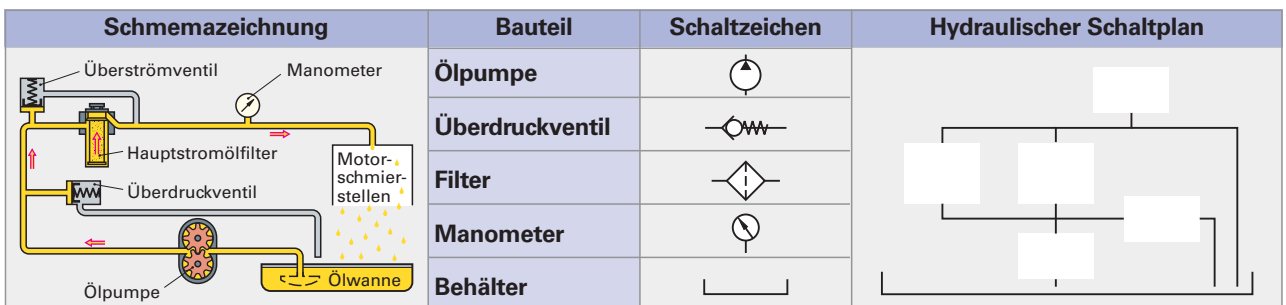 Schmemazeichnung
Bauteil
Schaltzeichen
Hydraulischer Schaltplan
Überströmventil
Manometer
Hauptstromölfilter
Motor-
schmier-
stellen
Überdruckventil
Ölwanne
Ölpumpe
Ölpumpe
Überdruckventil
Filter
Manometer
Behälter